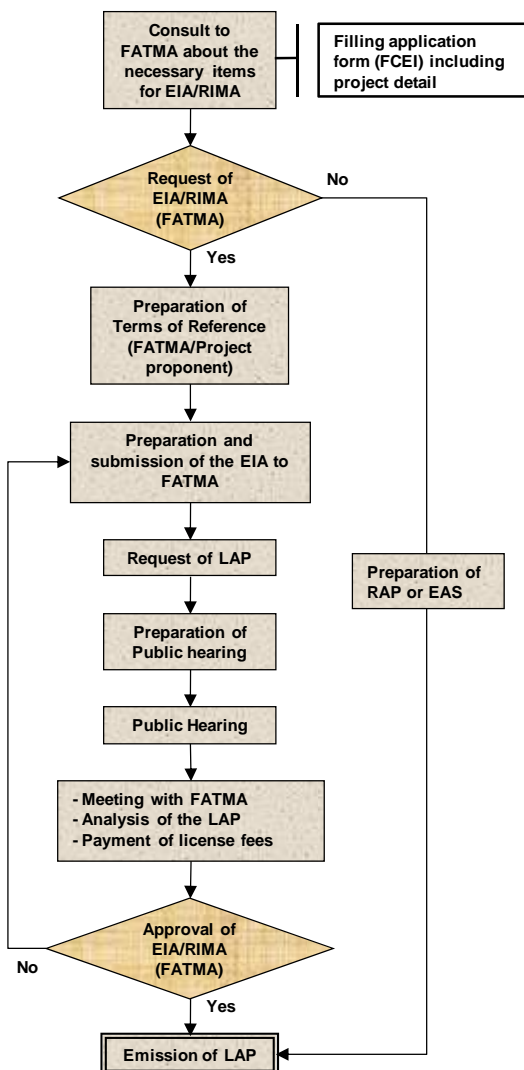 Consult to
FATMA about the
necessary items
for EIA/RIMA
Filling application
form (FCEI) including
project detail
Request of
EIA/RIMA
(FATMA)
No
Yes
Preparation of
Terms of Reference
(FATMA/Project
proponent)
Preparation and
submission of the EIA to
FATMA
Request of LAP
Preparation of
RAP or EAS
Preparation of
Public hearing
Public Hearing
- Meeting with FATMA
- Analysis of the LAP
- Payment of license fees
Approval of
EIA/RIMA
(FATMA)
No
Yes
Emission of LAP